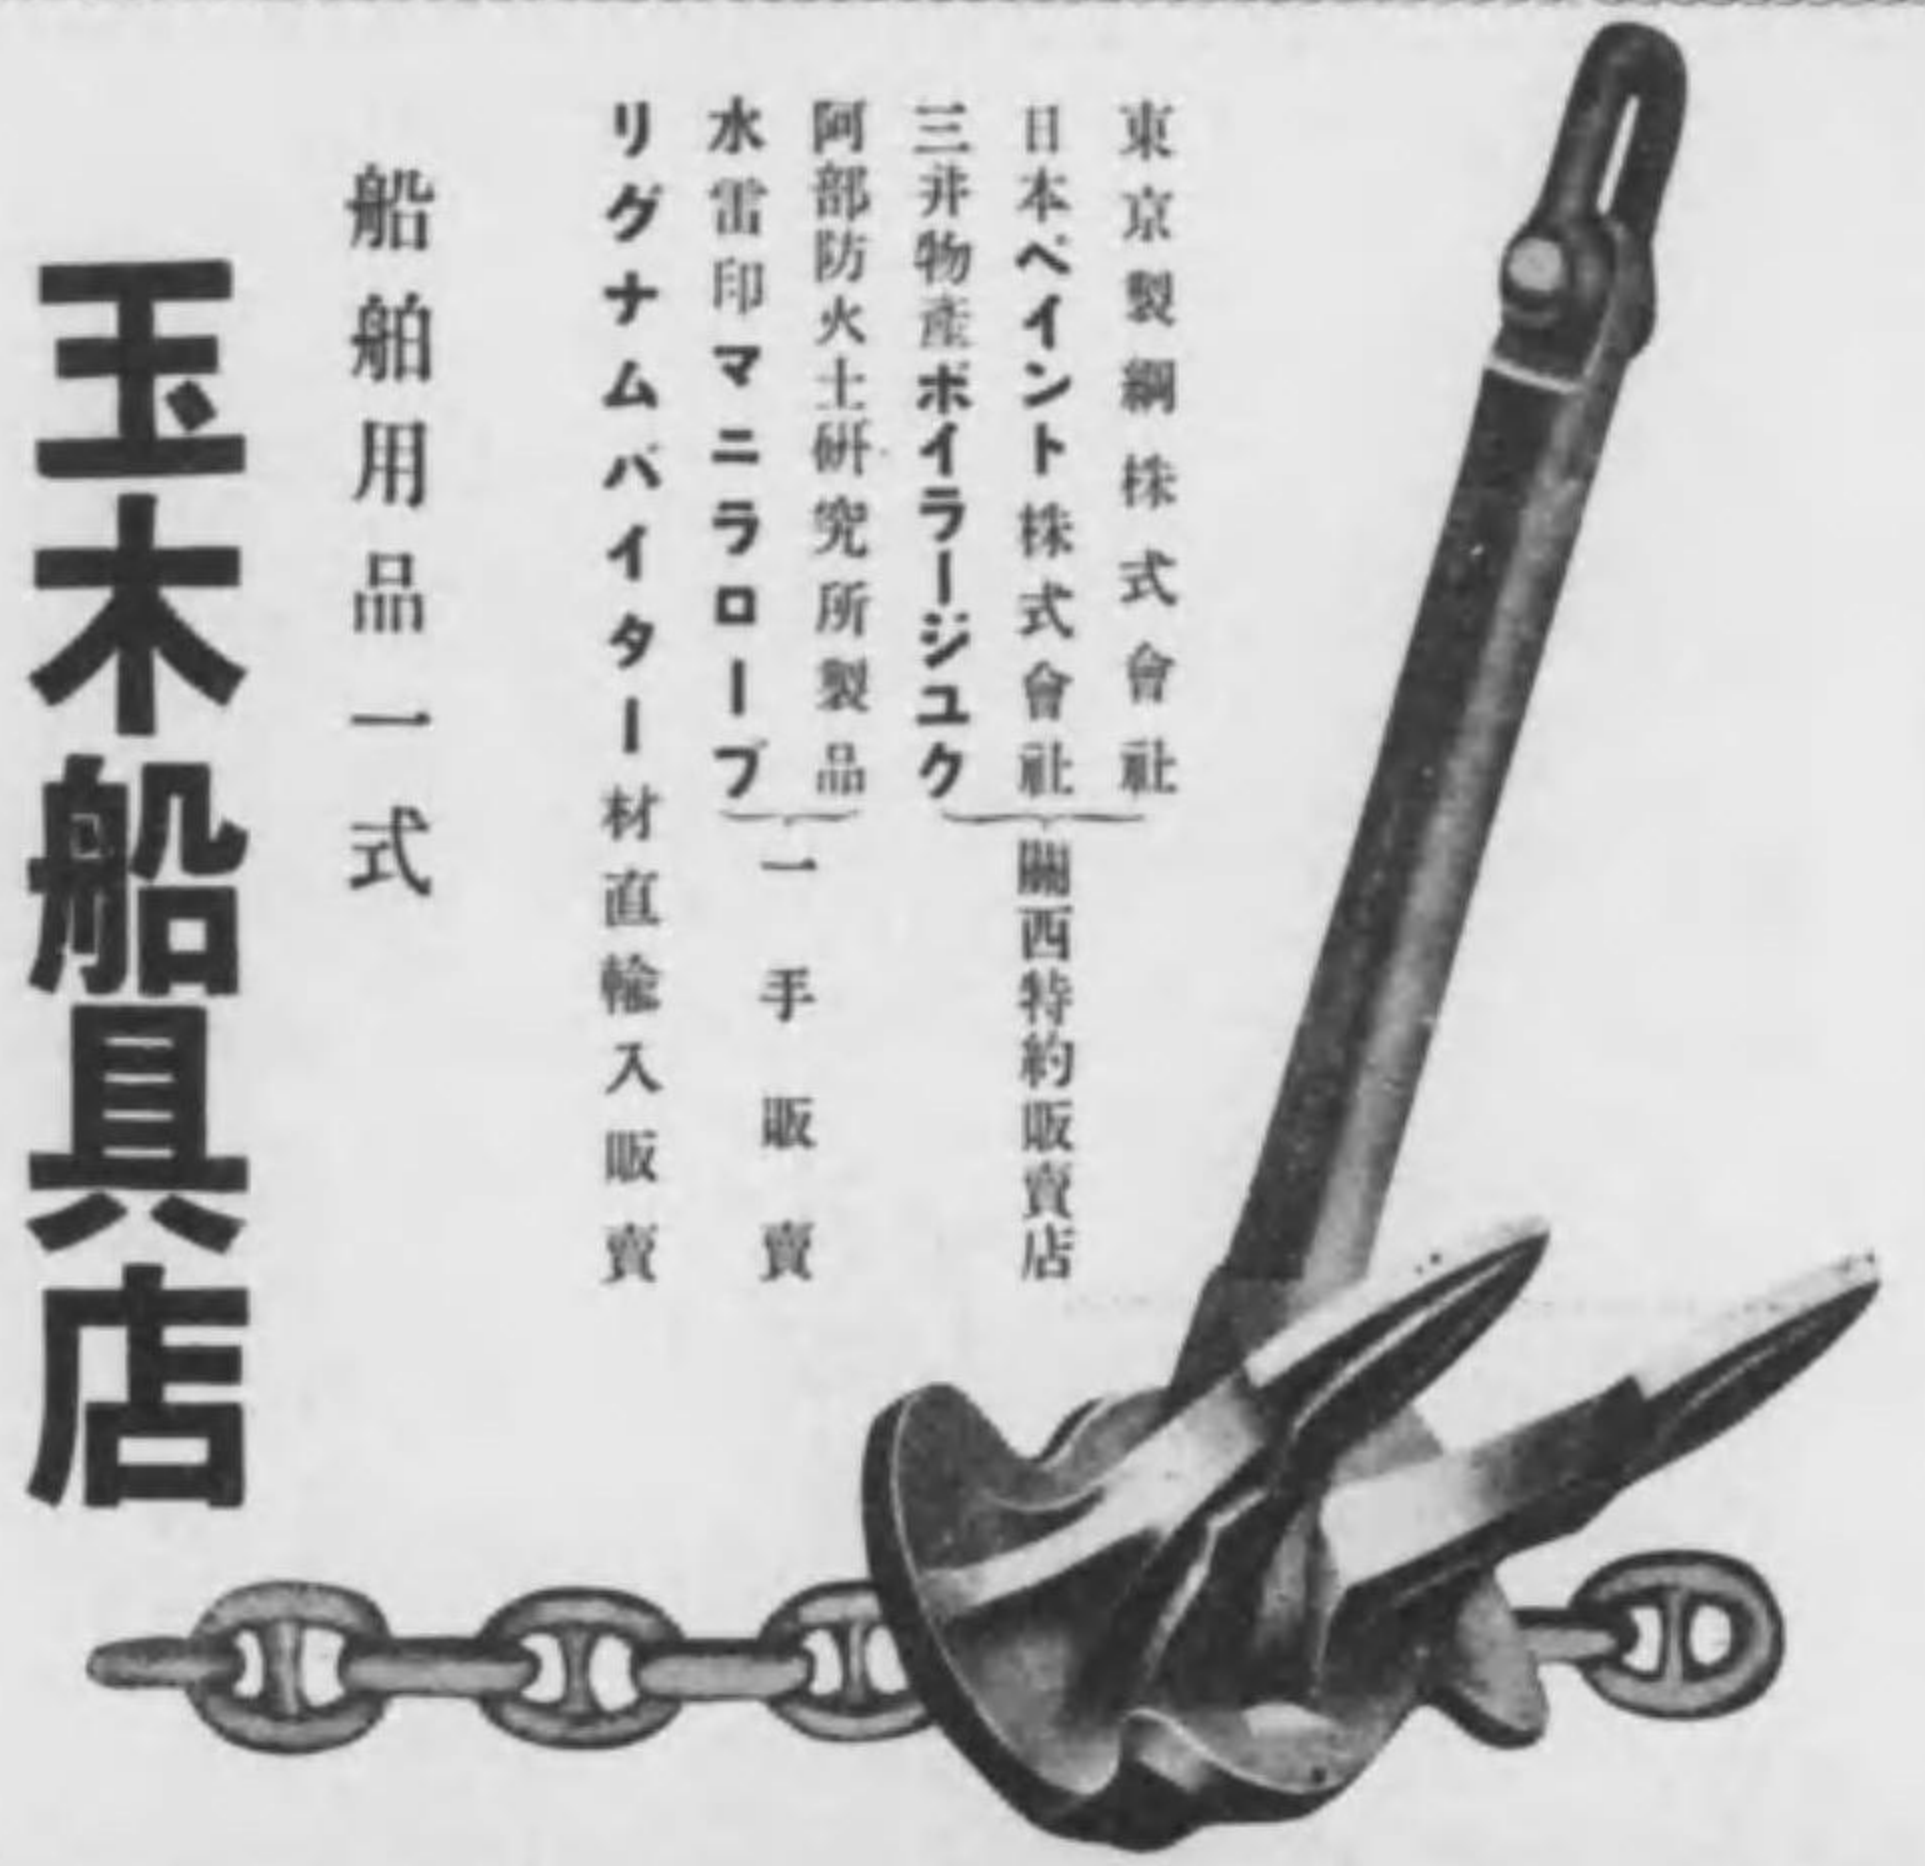 東京製綱株式會社
日本ペイント株式會社
三井物産ボイラージユク
關西特約販賣店
阿部防火土硏究所製品
水雷印マニラロープ
一手販賣
リグナムバイター材直輸入販賣
船舶用品一式
玉木船具店